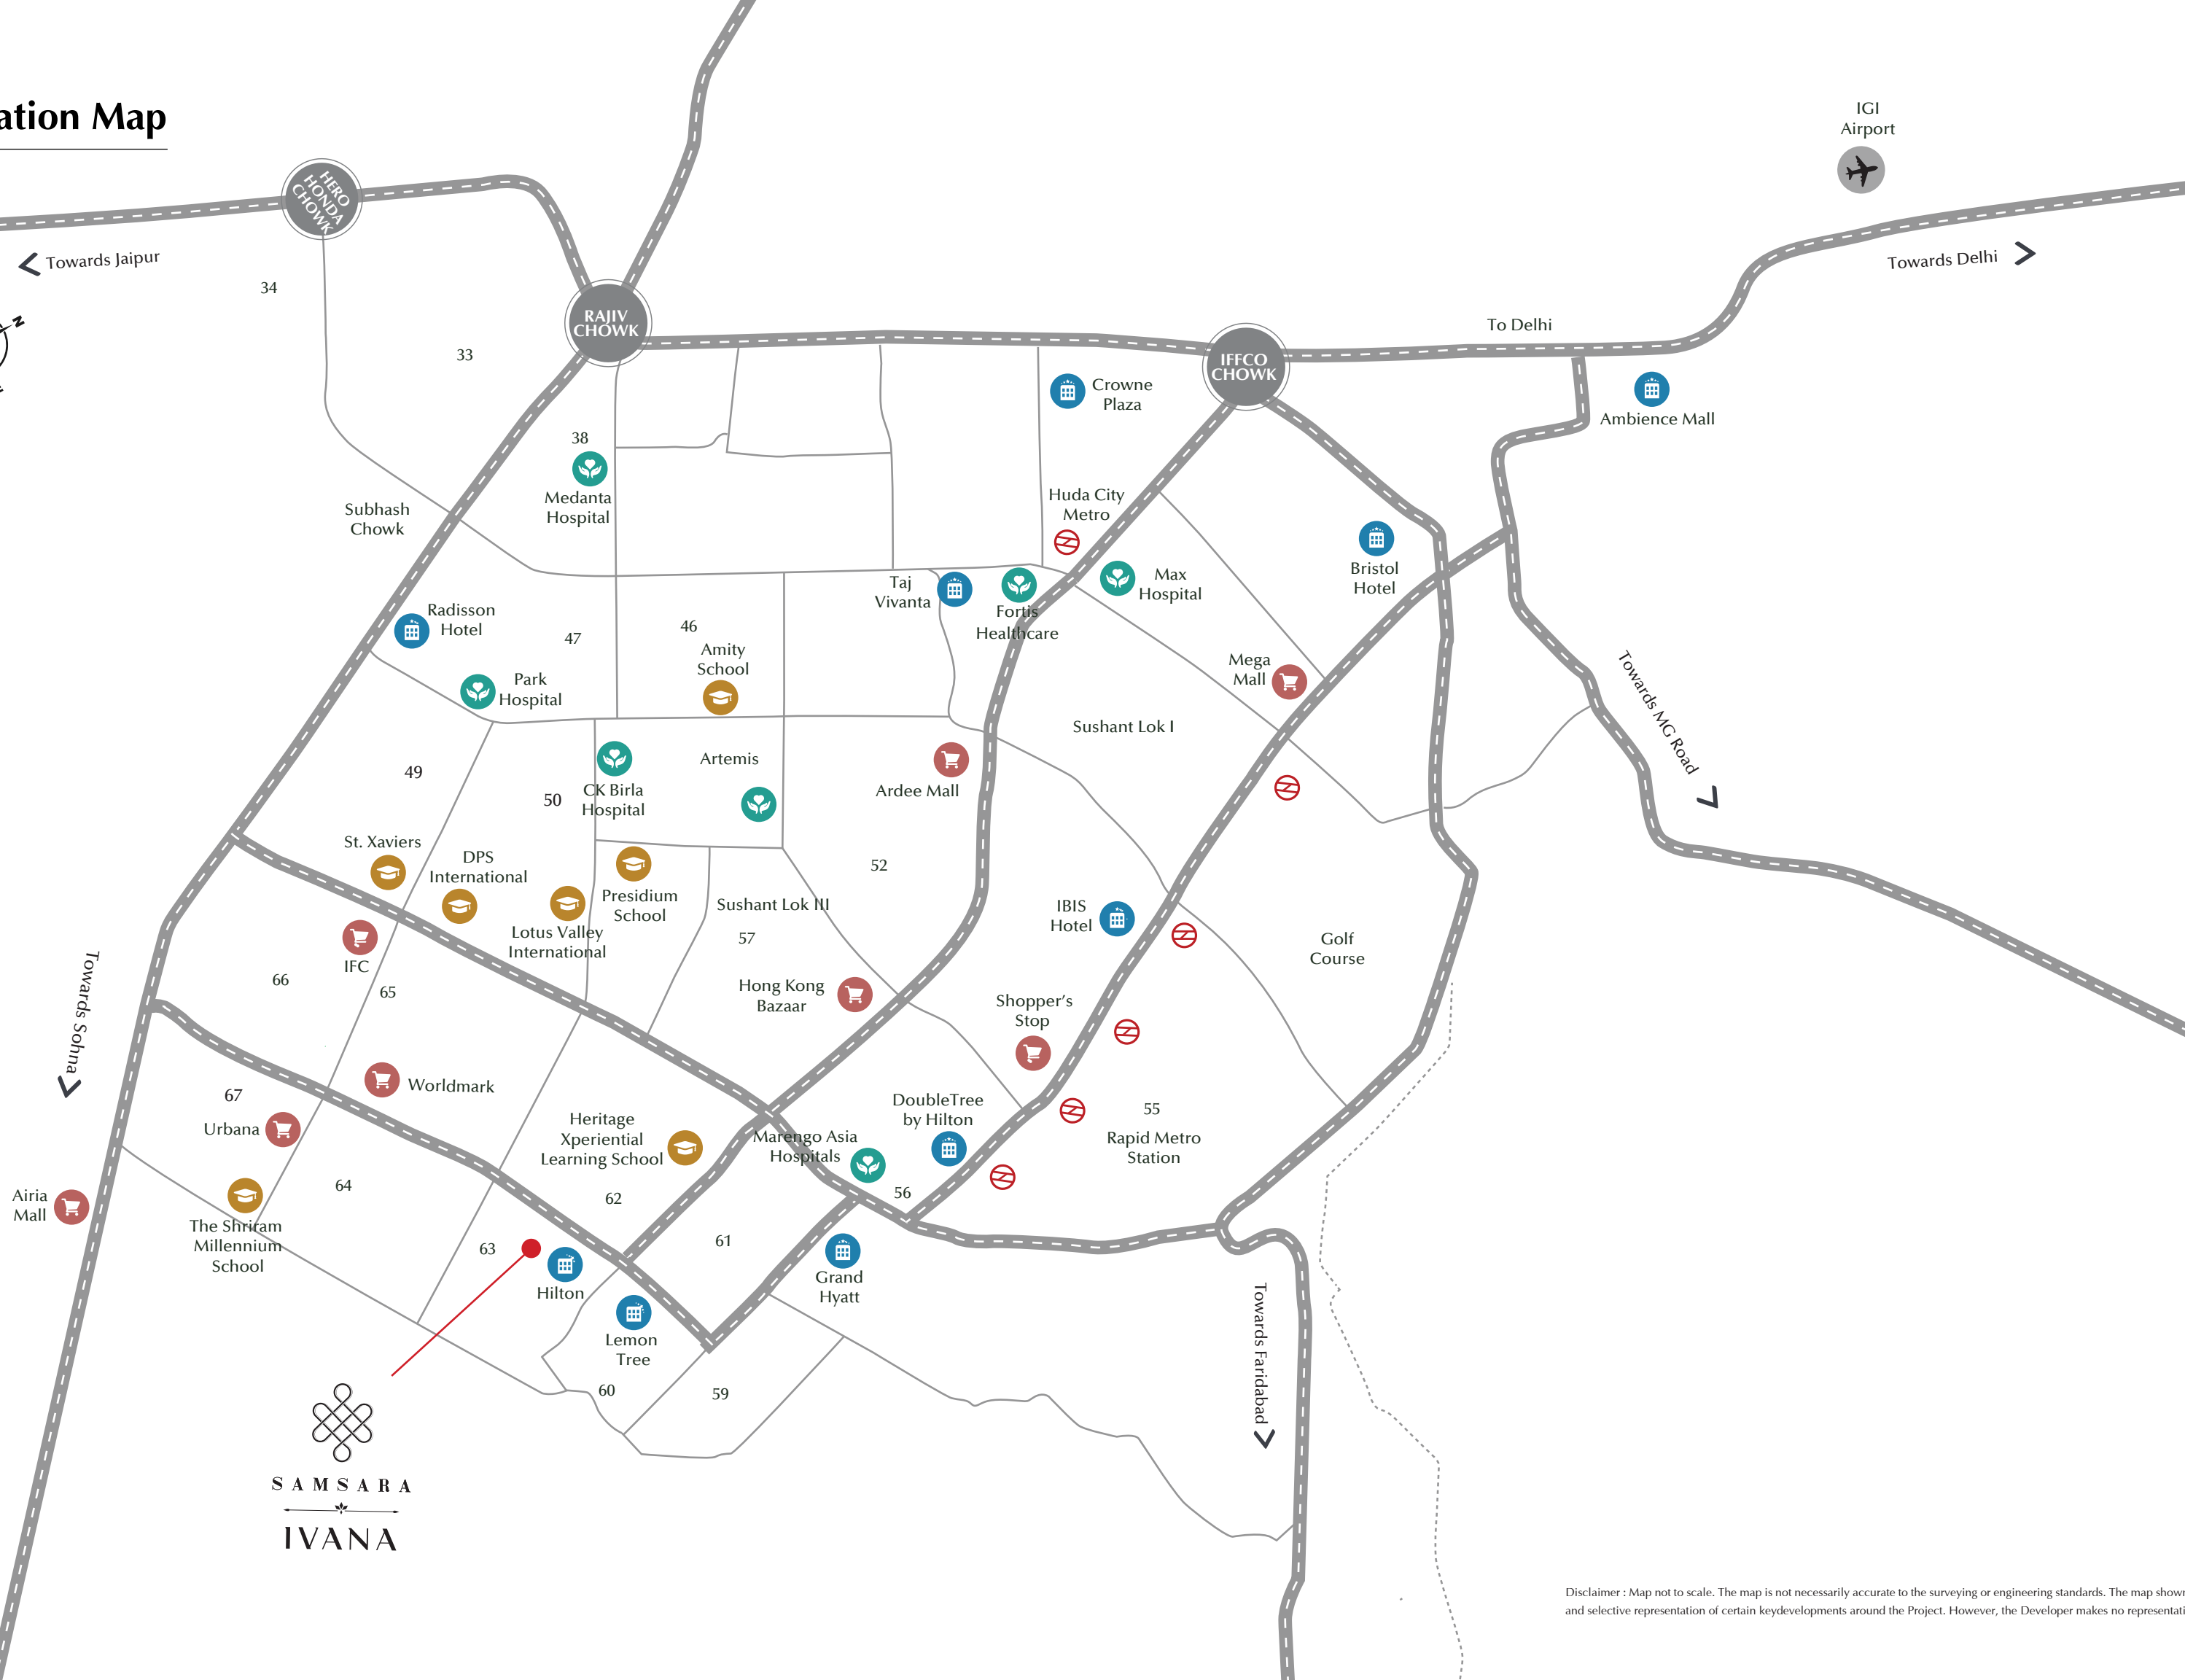 ation Map
IGI
Airport
HERO
HONDA
CHOWK
Towards Jaipur
Towards Delhi
34
N
RAJIV
CHOWK
To Delhi
33
IFFCO
CHOWK
Crowne
Plaza
Ambience Mall
38
Medanta
Hospital
Huda City
Metro
Subhash
Chowk
Bristol
Hotel
Taj
Vivanta
Max
Hospital
Fortis
Healthcare
Radisson
Hotel
47
46
Amity
School
Mega
Mall
Towards MG Road
Park
Hospital
Sushant Lok I
49
50
CK Birla
Hospital
Artemis
Ardee Mall
St. Xaviers
DPS
International
52
Presidium
School
Sushant Lok III
Lotus Valley
International
57
IBIS
Hotel
Golf
Course
IFC
66
65
Towards Sohna
Hong Kong
Bazaar
Shopper's
Stop
Worldmark
67
Urbana
DoubleTree
by Hilton
55
Rapid Metro
Station
Heritage
Xperiential
Learning School
Marengo Asia
Hospitals
56
62
64
Airia
Mall
The Shriram
Millennium
School
63
61
Hilton
Grand
Hyatt
Lemon
Tree
Towards Faridabad
60
59
SAMSARA
IVANA
Disclaimer : Map not to scale. The map is not necessarily accurate to the surveying or engineering standards. The map shown
and selective representation of certain keydevelopments around the Project. However, the Developer makes no representati